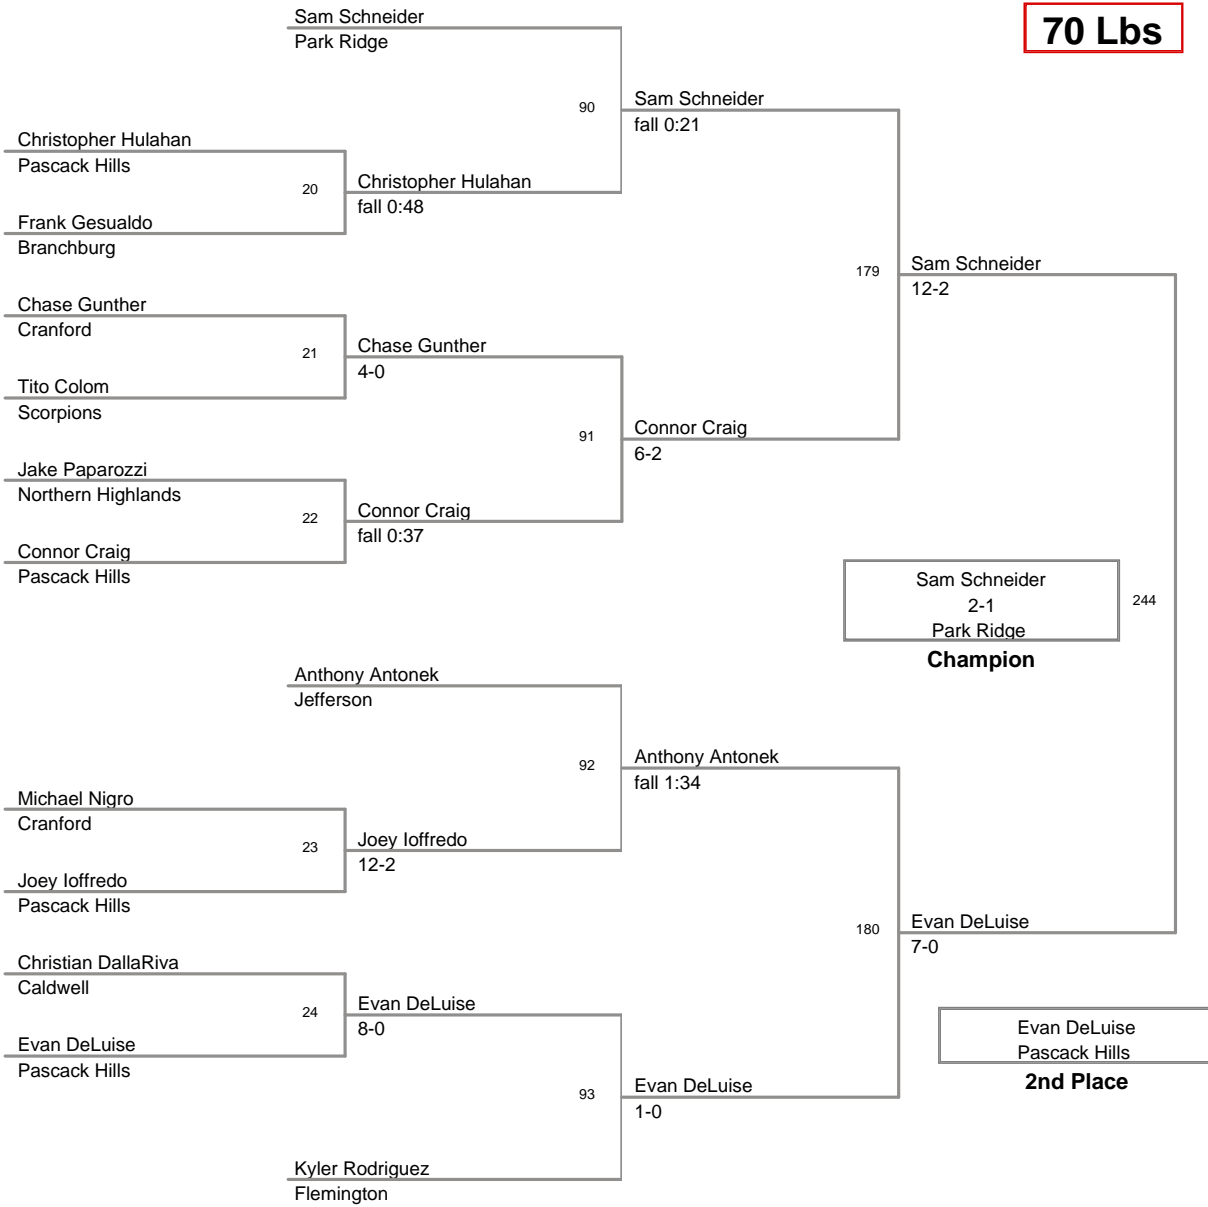 70 Lbs
Sam Schneider
Park Ridge
90
Sam Schneider
fall 0:21
Christopher Hulahan
Pascack Hills
20
Christopher Hulahan
fall 0:48
Frank Gesualdo
Branchburg
179
Sam Schneider
12-2
Chase Gunther
Cranford
21
Chase Gunther
4-0
Tito Colom
Scorpions
91
Connor Craig
6-2
Jake Paparozzi
Northern Highlands
22
Connor Craig
fall 0:37
Connor Craig
Pascack Hills
Sam Schneider
2-1
Park Ridge
244
Champion
Anthony Antonek
Jefferson
92
Anthony Antonek
fall 1:34
Michael Nigro
Cranford
23
Joey Ioffredo
12-2
Joey Ioffredo
Pascack Hills
180
Evan DeLuise
7-0
Christian DallaRiva
Caldwell
24
Evan DeLuise
8-0
Evan DeLuise
Pascack Hills
Evan DeLuise
Pascack Hills
2nd Place
93
Evan DeLuise
1-0
Kyler Rodriguez
Flemington